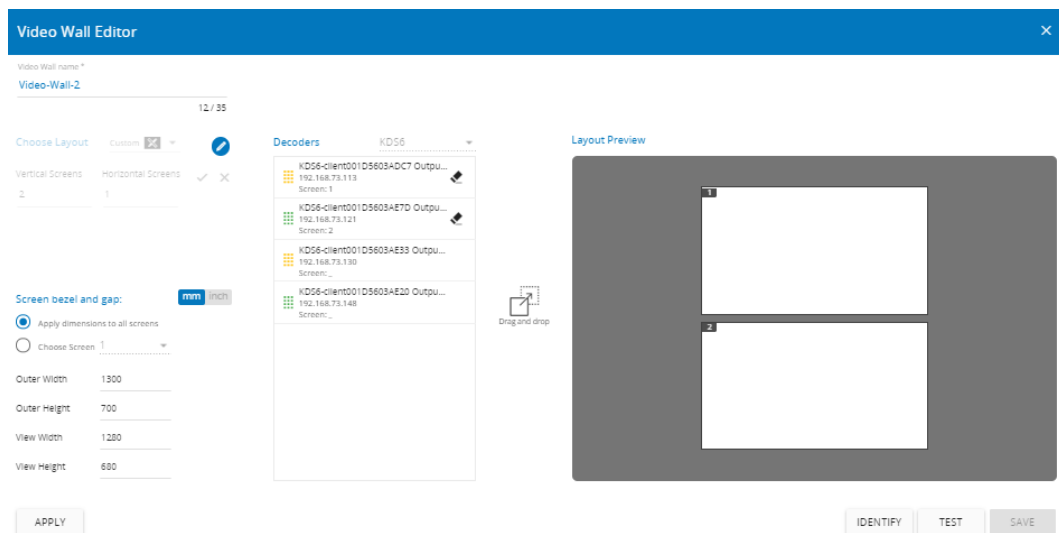 Video Wall Editor
Video Wall name *
Video-Wall-2
12 / 35
Choose Layout Custom
Vertical Screens Horizontal Screens
2 1
Screen bezel and gap: mm inch
Apply dimensions to all screens
Choose Screen 1
Outer Width 1300
Outer Height 700
View Width 1280
View Height 680
APPLY
Decoders KDS6
KDS6-client001D5603ADC7 Outpu...
192.168.73.113
Screen: 1
KDS6-client001D5603AE7D Outpu...
192.168.73.121
Screen: 2
KDS6-client001D5603AE33 Outpu...
192.168.73.130
Screen: _
KDS6-client001D5603AE20 Outpu...
192.168.73.148
Screen: _
Drag and drop
Layout Preview
1
2
IDENTIFY TEST SAVE